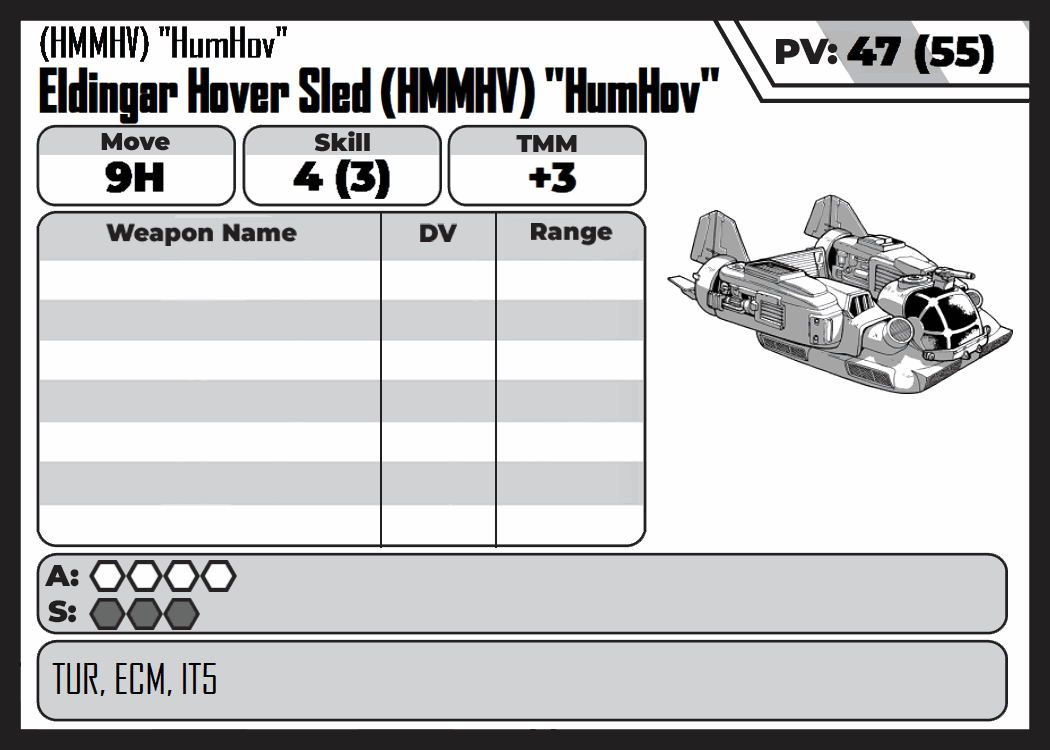 (HMMHV) "HumHov"
Eldingar Hover Sled (HMMHV) "HumHov"
PV: 47 (55)
Move Skill TMM
9H 4 (3) +3
Weapon Name DV Range
A:
S:
TUR, ECM, IT5